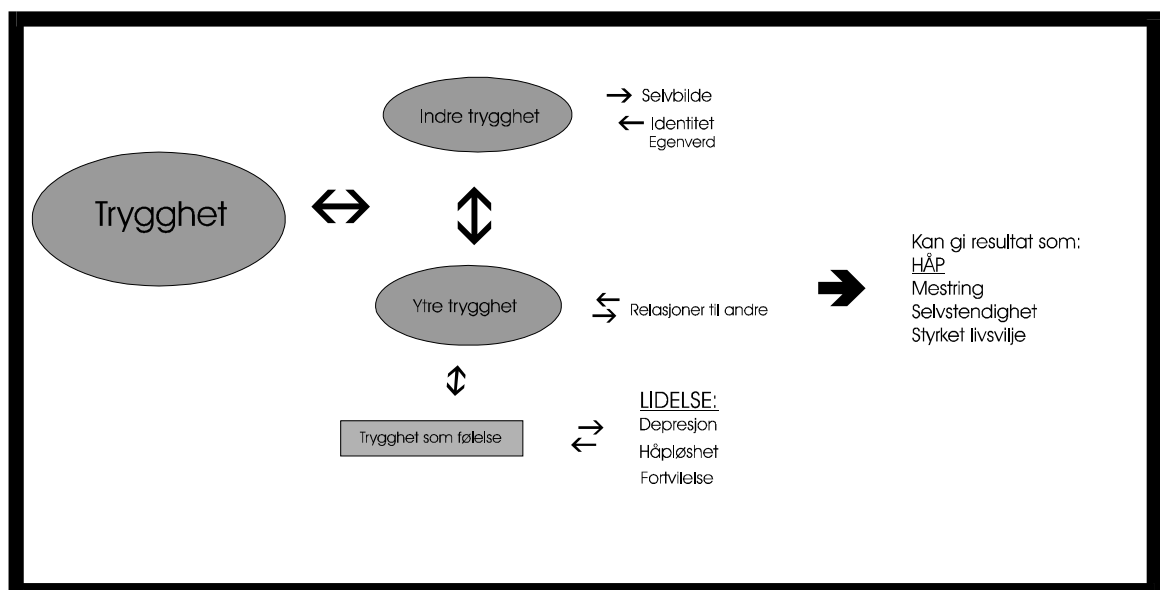 Trygghet
Indre trygghet
Selvbilde
Identitet
Egenverd
Ytre trygghet
Relasjoner til andre
Trygghet som følelse
LIDELSE:
Depresjon
Håpløshet
Fortvilelse
Kan gi resultat som:
HÅP
Mestring
Selvstendighet
Styrket livsvilje